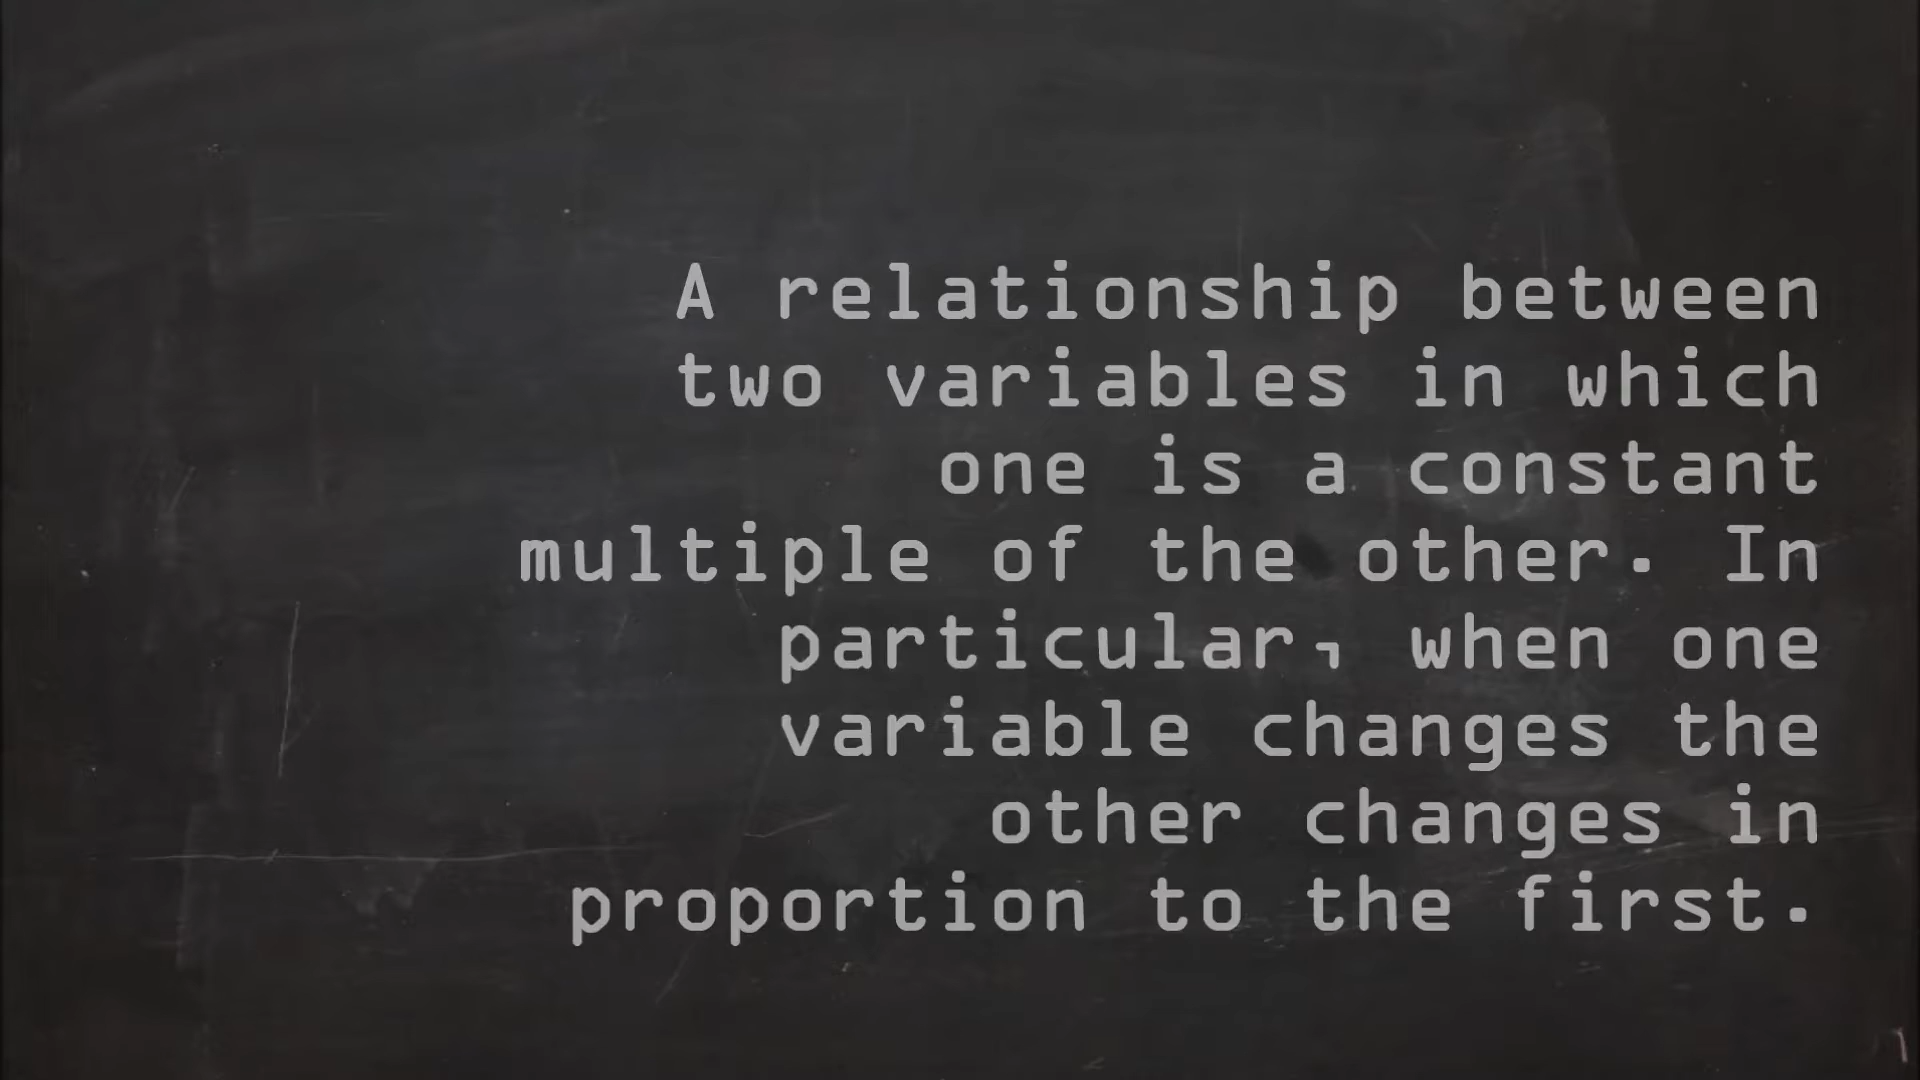 A relationship between
two variables in which
one is a constant
multiple of the other. In
particular, when one
variable changes the
other changes in
proportion to the first.